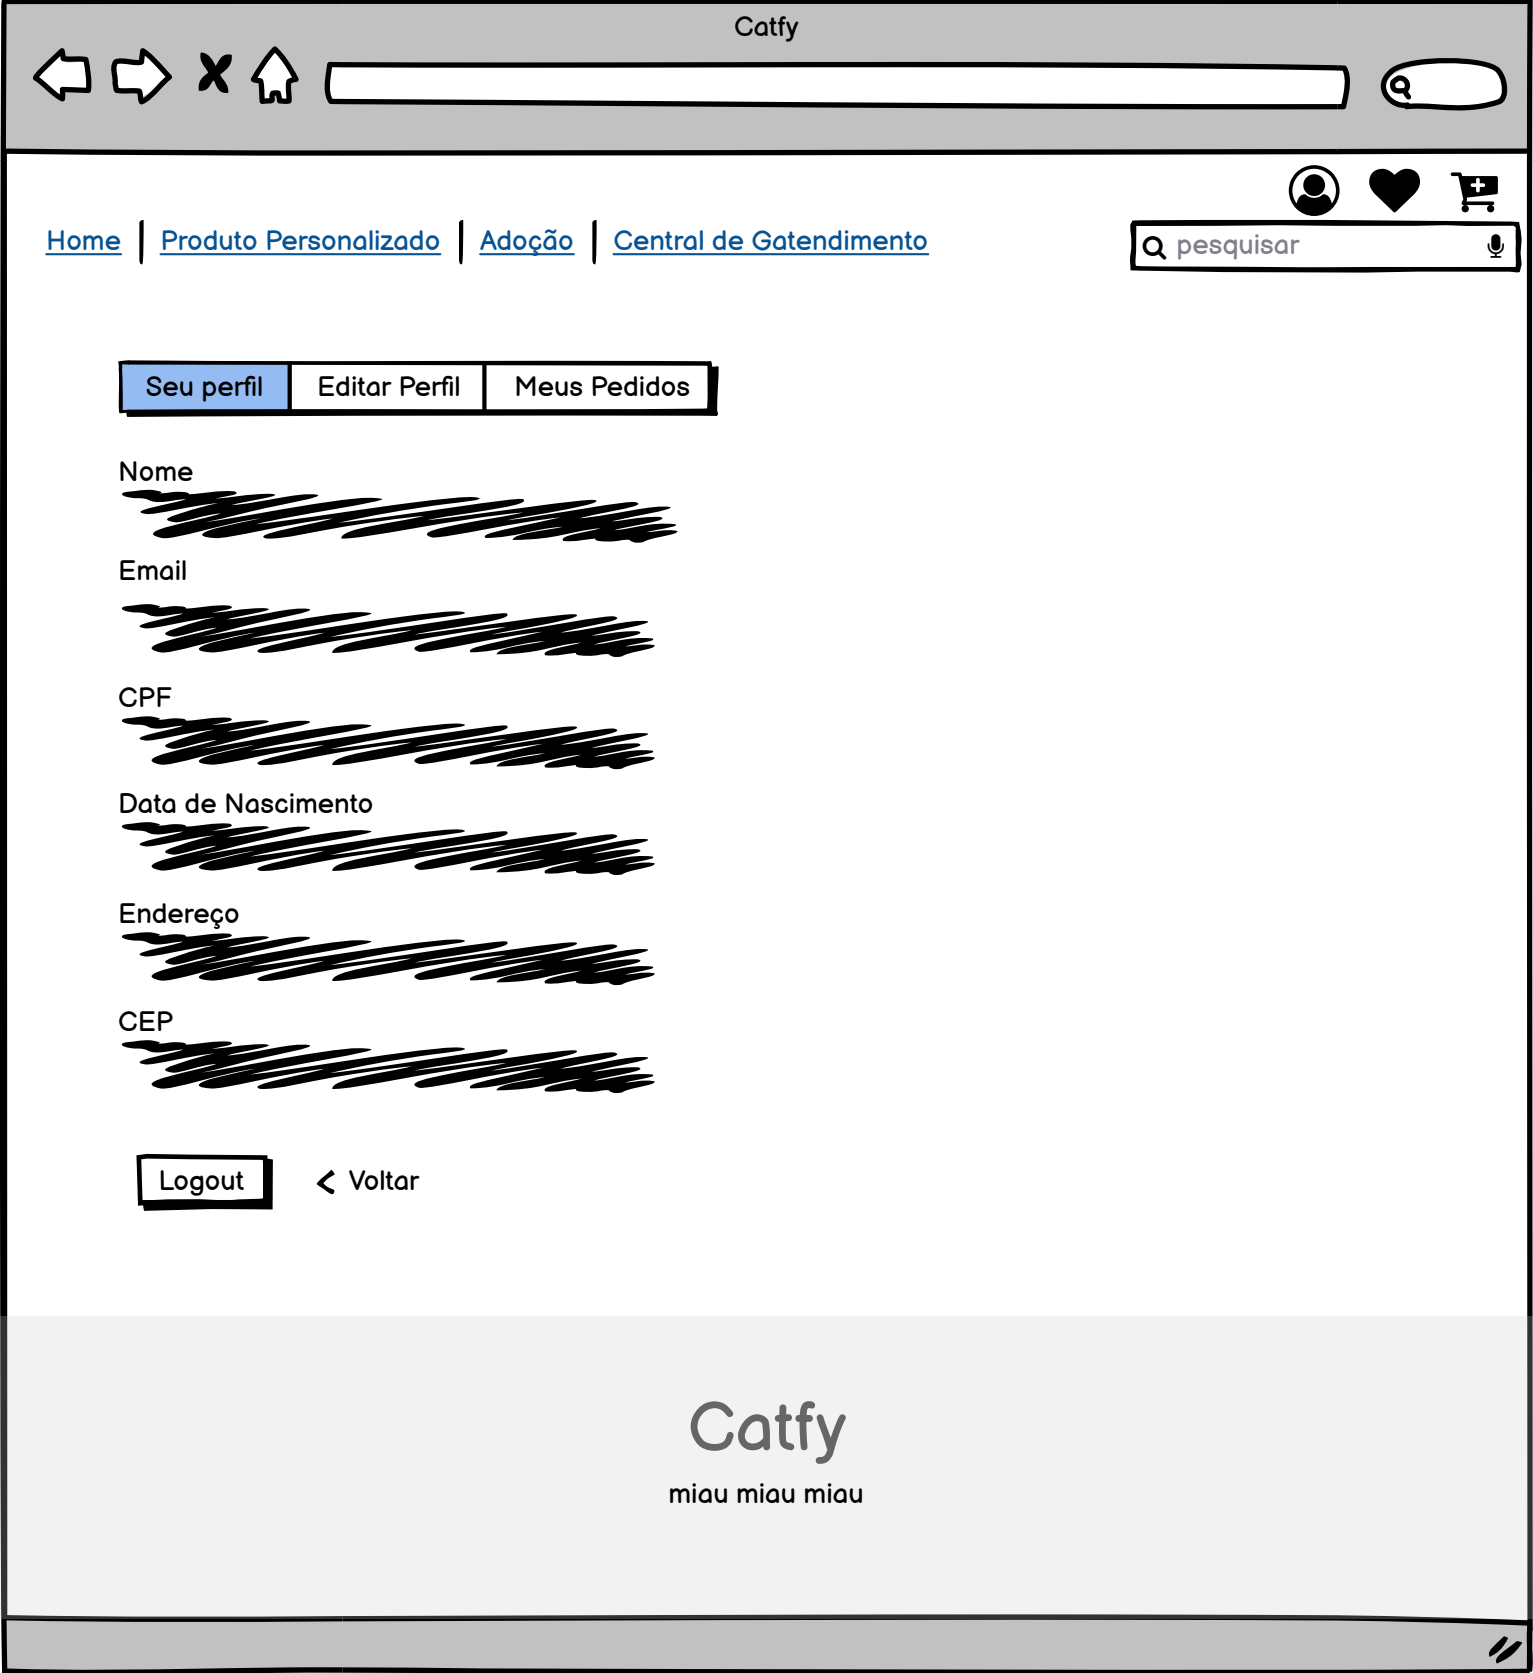 Catfy
Home | Produto Personalizado | Adoção | Central de Gatendimento
pesquisar
Seu perfil Editar Perfil Meus Pedidos
Nome
Email
CPF
Data de Nascimento
Endereço
CEP
Logout < Voltar
Catfy
miau miau miau